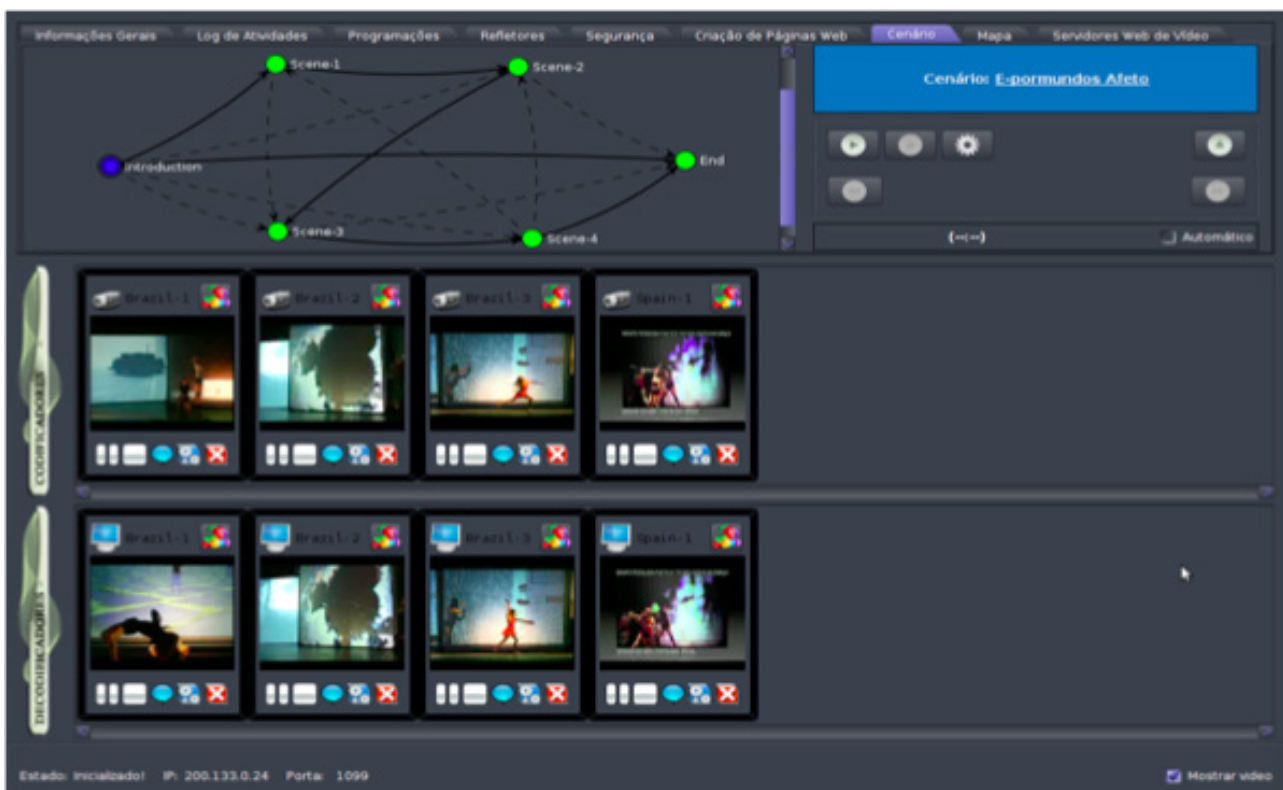 Informações Gerais Log de Atividades Programações Refletores Segurança Criação de Páginas Web Cenário Mapa Servidores Web de Vídeo
Scene-1
Scene-2
Introduction
End
Scene-3
Scene-4
Cenário: E-pormundos Afeto
(--:--) Automático
CODIFICADORES
Brazil-1 Brazil-2 Brazil-3 Spain-1
DECODIFICADORES
Brazil-1 Brazil-2 Brazil-3 Spain-1
Estado: Inicializado! IP: 200.133.0.24 Porta: 1099 Mostrar video